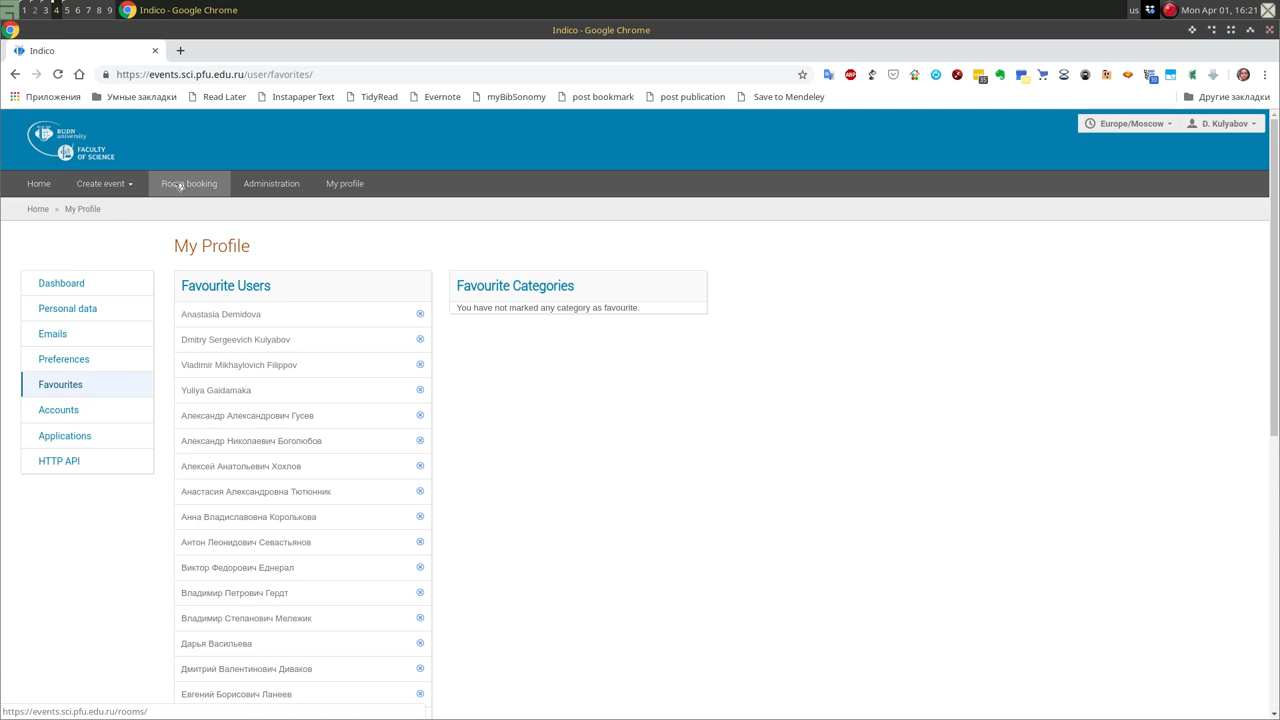 1 2 3 4 5 6 7 8 9 Indico - Google Chrome us Mon Apr 01, 16:21
Indico - Google Chrome
Indico
https://events.sci.pfu.edu.ru/user/favorites/
Приложения Умные закладки Read Later Instapaper Text TidyRead Evernote myBibSonomy post bookmark post publication Save to Mendeley Другие закладки
RUDN university
FACULTY OF SCIENCE
Europe/Moscow D. Kulyabov
Home Create event Room booking Administration My profile
Home » My Profile
My Profile
Dashboard
Personal data
Emails
Preferences
Favourites
Accounts
Applications
HTTP API
Favourite Users
Anastasia Demidova
Dmitry Sergeevich Kulyabov
Vladimir Mikhaylovich Filippov
Yuliya Gaidamaka
Александр Александрович Гусев
Александр Николаевич Боголюбов
Алексей Анатольевич Хохлов
Анастасия Александровна Тютюнник
Анна Владиславовна Королькова
Антон Леонидович Севастьянов
Виктор Федорович Еднерал
Владимир Петрович Гердт
Владимир Степанович Мележик
Дарья Васильева
Дмитрий Валентинович Диваков
Евгений Борисович Ланеев
Favourite Categories
You have not marked any category as favourite.
https://events.sci.pfu.edu.ru/rooms/